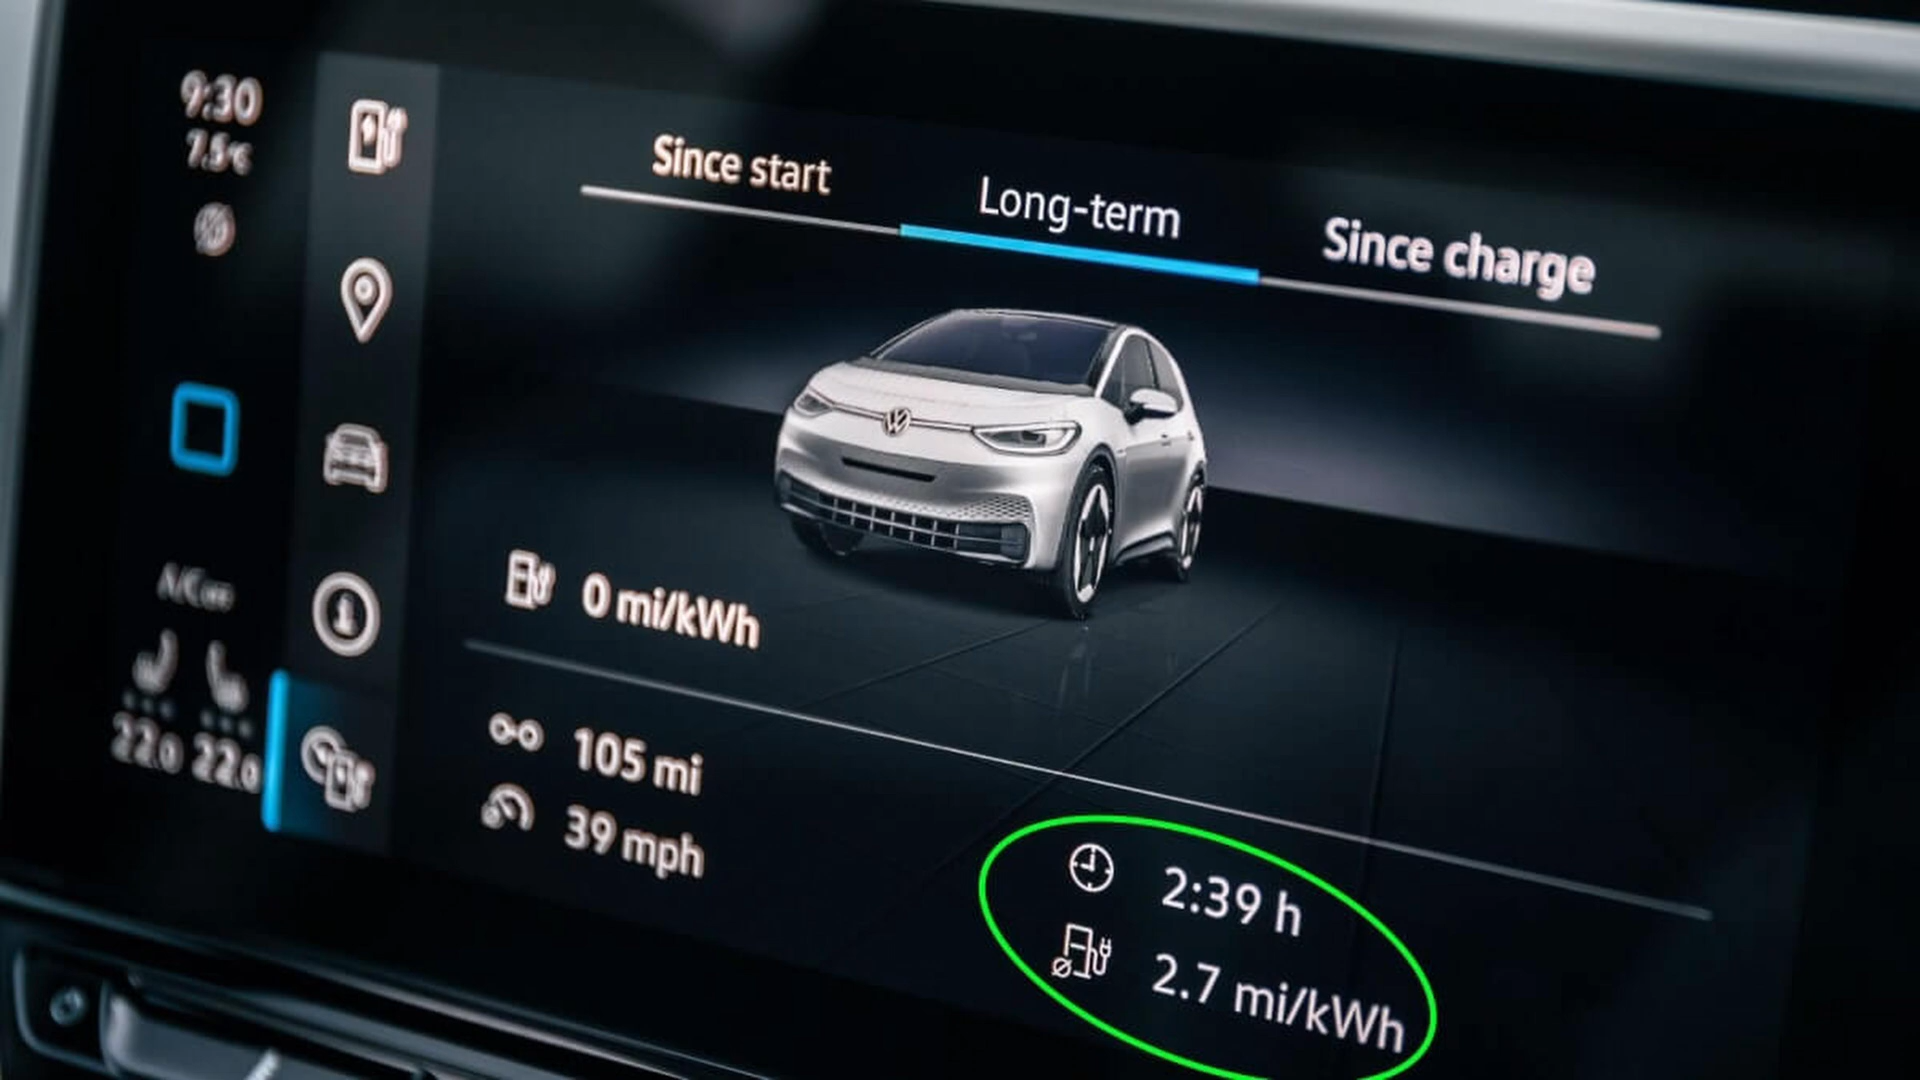 9:30
7.5°C
Since start
Long-term
Since charge
0 mi/kWh
105 mi
39 mph
2:39 h
2.7 mi/kWh
A/C
22.0 22.0